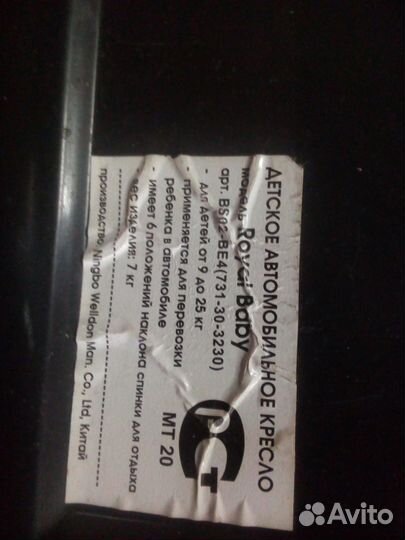 ДЕТСКОЕ АВТОМОБИЛЬНОЕ КРЕСЛО
модель Royal Baby
арт. BS02-BE4(731-30-3230)
- для детей от 9 до 25 кг
- применяется для перевозки
ребенка в автомобиле
- имеет 6 положений наклона спинки для отдыха
вес изделия: 7 кг
производство Ningbo Welldon Man. Co., Ltd, Китай
РСТ
МТ 20
Avito